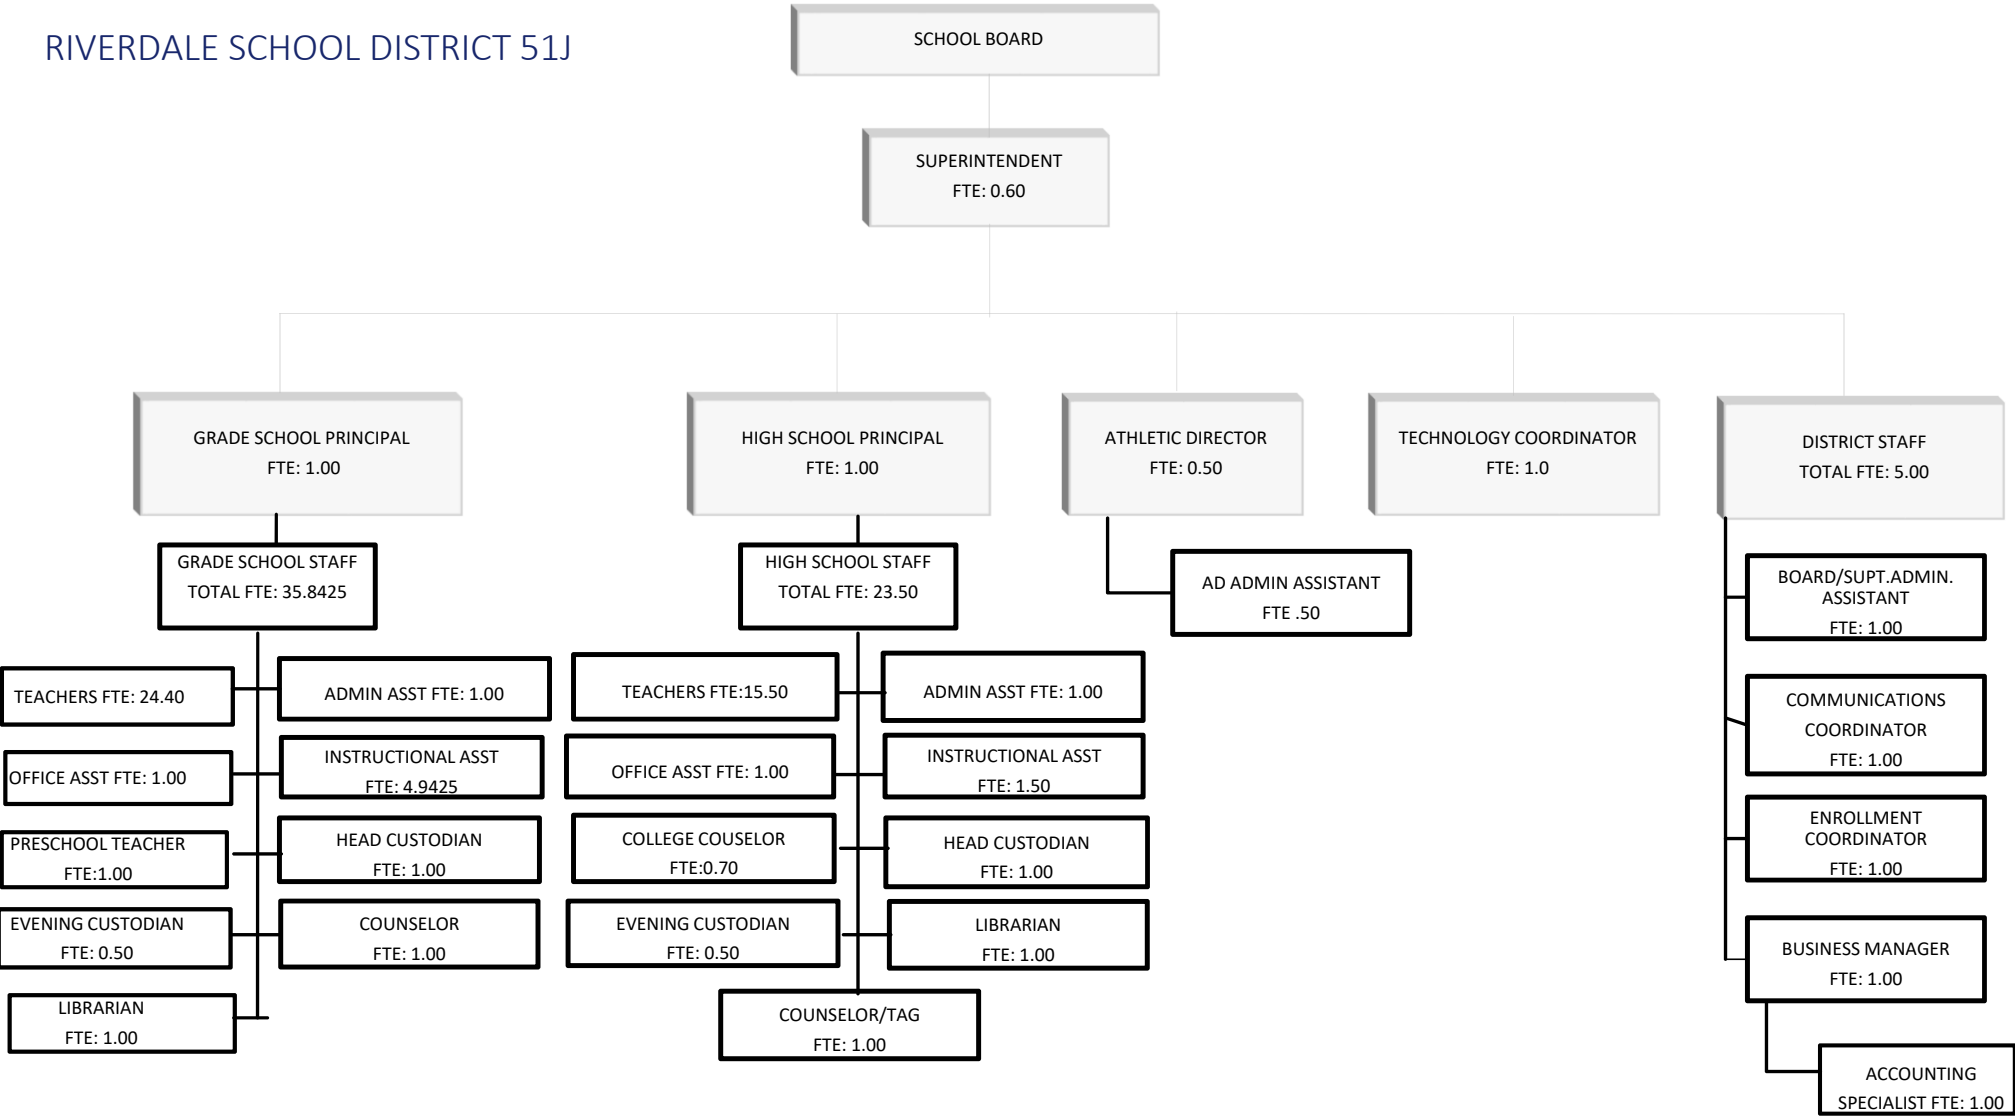 RIVERDALE SCHOOL DISTRICT 51J
SCHOOL BOARD
SUPERINTENDENT
FTE: 0.60
GRADE SCHOOL PRINCIPAL
FTE: 1.00
HIGH SCHOOL PRINCIPAL
FTE: 1.00
ATHLETIC DIRECTOR
FTE: 0.50
TECHNOLOGY COORDINATOR
FTE: 1.0
DISTRICT STAFF
TOTAL FTE: 5.00
GRADE SCHOOL STAFF
TOTAL FTE: 35.8425
TEACHERS FTE: 24.40
ADMIN ASST FTE: 1.00
OFFICE ASST FTE: 1.00
INSTRUCTIONAL ASST
FTE: 4.9425
PRESCHOOL TEACHER
FTE:1.00
HEAD CUSTODIAN
FTE: 1.00
EVENING CUSTODIAN
FTE: 0.50
COUNSELOR
FTE: 1.00
LIBRARIAN
FTE: 1.00
HIGH SCHOOL STAFF
TOTAL FTE: 23.50
TEACHERS FTE:15.50
ADMIN ASST FTE: 1.00
OFFICE ASST FTE: 1.00
INSTRUCTIONAL ASST
FTE: 1.50
COLLEGE COUSELOR
FTE:0.70
HEAD CUSTODIAN
FTE: 1.00
EVENING CUSTODIAN
FTE: 0.50
LIBRARIAN
FTE: 1.00
COUNSELOR/TAG
FTE: 1.00
AD ADMIN ASSISTANT
FTE .50
BOARD/SUPT.ADMIN.
ASSISTANT
FTE: 1.00
COMMUNICATIONS
COORDINATOR
FTE: 1.00
ENROLLMENT
COORDINATOR
FTE: 1.00
BUSINESS MANAGER
FTE: 1.00
ACCOUNTING
SPECIALIST FTE: 1.00